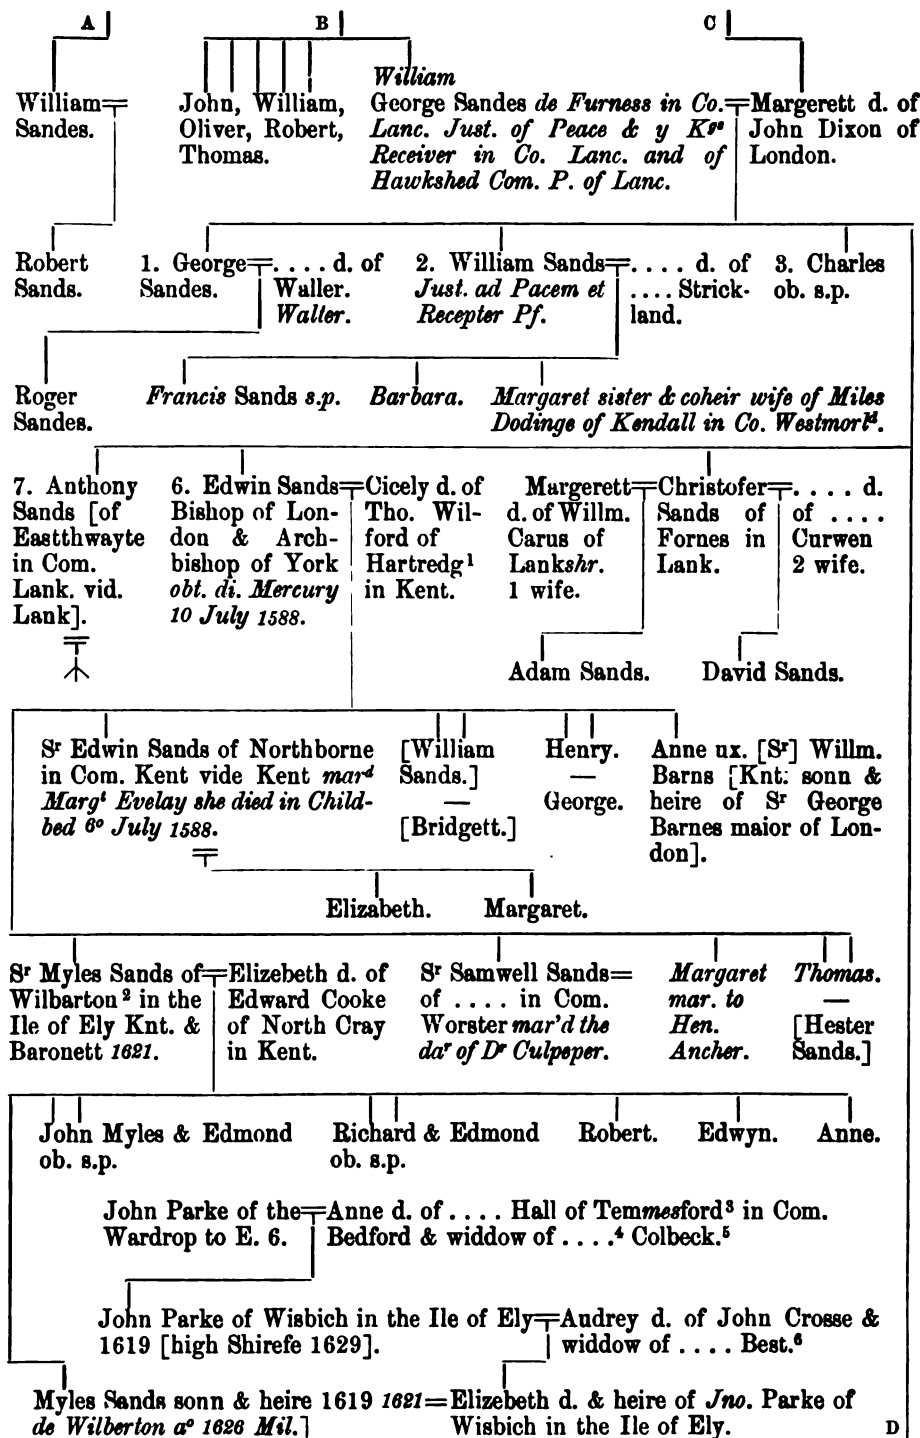 A B C
William
William= John, William, George Sandes de Furness in Co.=Margerett d. of
Sandes. Oliver, Robert, Lanc. Just. of Peace & y Kges John Dixon of
Thomas. Receiver in Co. Lanc. and of London.
Hawkshed Com. P. of Lanc.
Robert 1. George=. . . . d. of 2. William Sands=. . . . d. of 3. Charles
Sands. Sandes. Waller. Just. ad Pacem et . . . . Strick- ob. s.p.
Walter. Recepter Pf. land.
Roger Francis Sands s.p. Barbara. Margaret sister & coheir wife of Miles
Sandes. Dodinge of Kendall in Co. Westmorld.
7. Anthony 6. Edwin Sands=Cicely d. of Margerett=Christofer=. . . . d.
Sands [of Bishop of Lon- Tho. Wil- d. of Willm. Sands of of . . . .
Eastthwayte don & Arch- ford of Carus of Fornes in Curwen
in Com. bishop of York Hartredg1 Lankshr. Lank. 2 wife.
Lank. vid. obt. di. Mercury in Kent. 1 wife.
Lank]. 10 July 1588.
Adam Sands. David Sands.
Sr Edwin Sands of Northborne [William Henry. Anne ux. [Sr] Willm.
in Com. Kent vide Kent mard Sands.] — Barns [Knt: sonn &
Margt Evelay she died in Child- — George. heire of Sr George
bed 6o July 1588. [Bridgett.] Barnes maior of Lon-
don].
Elizabeth. Margaret.
Sr Myles Sands of=Elizebeth d. of Sr Samwell Sands= Margaret Thomas.
Wilbarton2 in the Edward Cooke of . . . . in Com. mar. to —
Ile of Ely Knt. & of North Cray Worster mar'd the Hen. [Hester
Baronett 1621. in Kent. dar of Dr Culpeper. Ancher. Sands.]
John Myles & Edmond Richard & Edmond Robert. Edwyn. Anne.
ob. s.p. ob. s.p.
John Parke of the=Anne d. of . . . . Hall of Temmesford3 in Com.
Wardrop to E. 6. Bedford & widdow of . . . .4 Colbeck.5
John Parke of Wisbich in the Ile of Ely=Audrey d. of John Crosse &
1619 [high Shirefe 1629]. widdow of . . . . Best.6
Myles Sands sonn & heire 1619 1621=Elizebeth d. & heire of Jno. Parke of
de Wilberton ao 1626 Mil.] Wisbich in the Ile of Ely. D